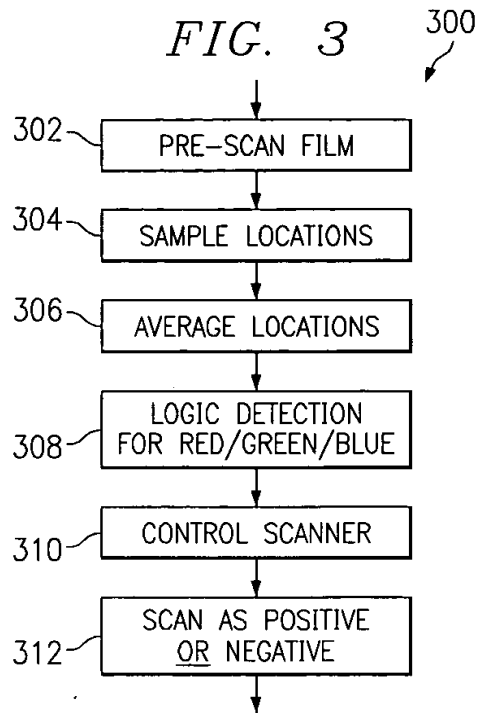 FIG. 3
300
302
PRE-SCAN FILM
304
SAMPLE LOCATIONS
306
AVERAGE LOCATIONS
308
LOGIC DETECTION
FOR RED/GREEN/BLUE
310
CONTROL SCANNER
312
SCAN AS POSITIVE
OR NEGATIVE